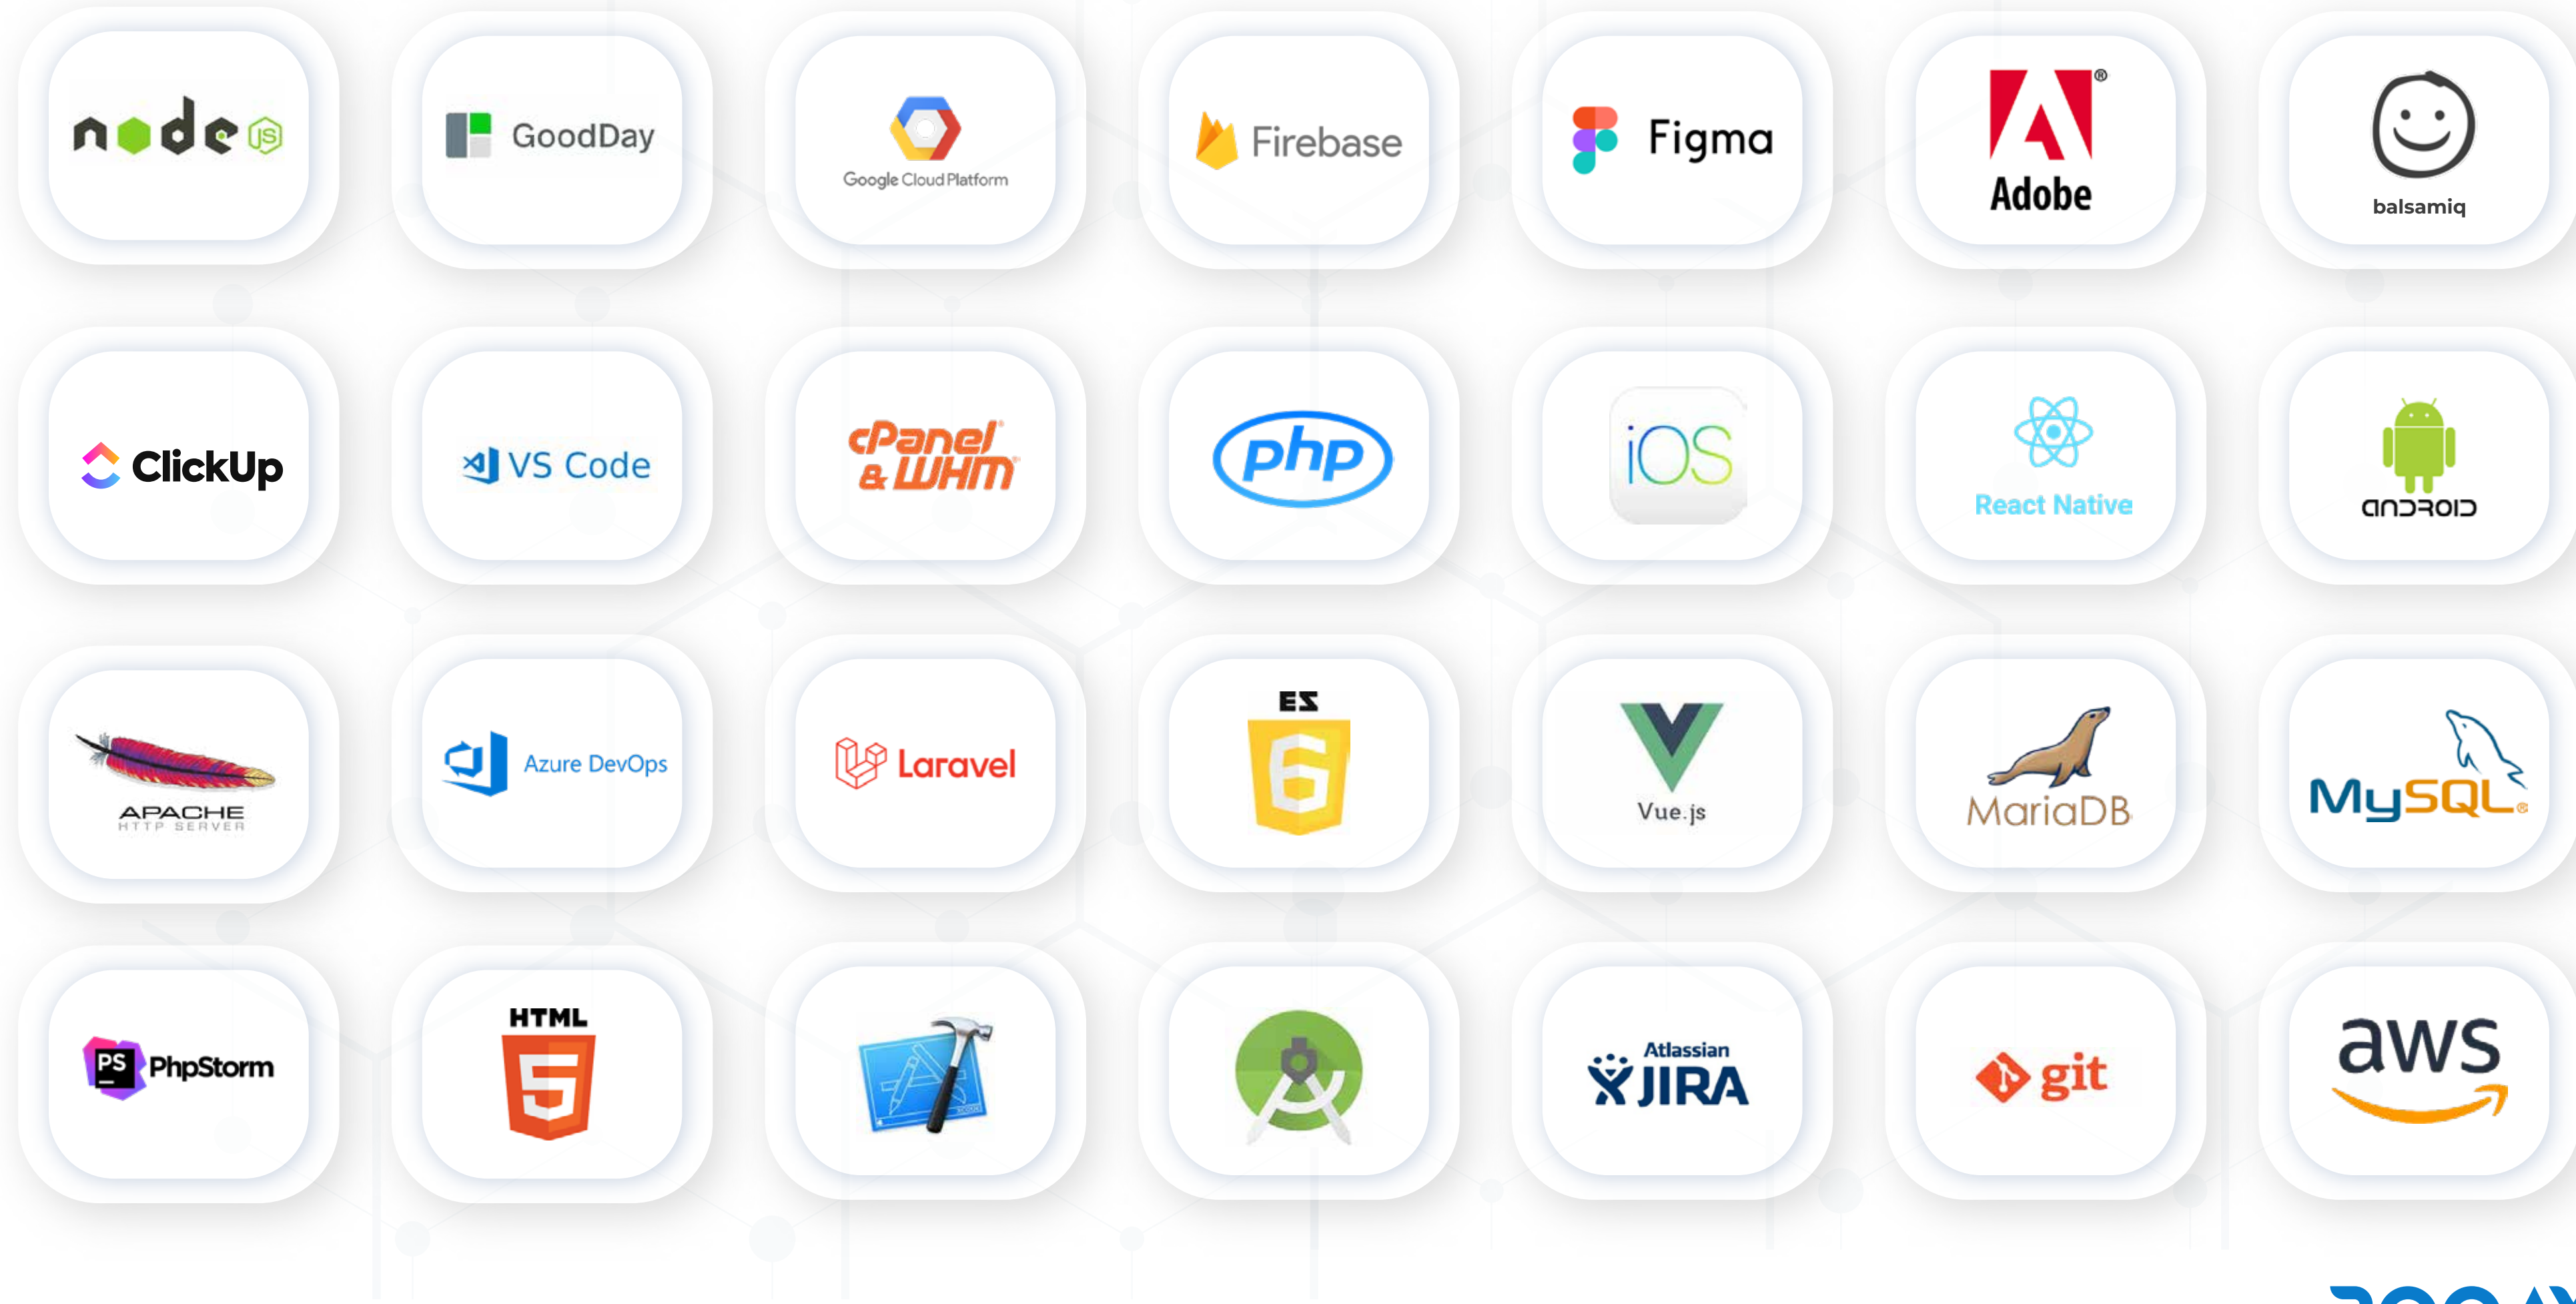 node JS
GoodDay
Google Cloud Platform
Firebase
Figma
®
Adobe
balsamiq
ClickUp
VS Code
cPanel®
& WHM®
php
iOS
React Native
ANDROID
APACHE
HTTP SERVER
Azure DevOps
Laravel
ES
6
Vue.js
MariaDB
MySQL®
PS
PhpStorm
HTML
5
Atlassian
JIRA
git
aws